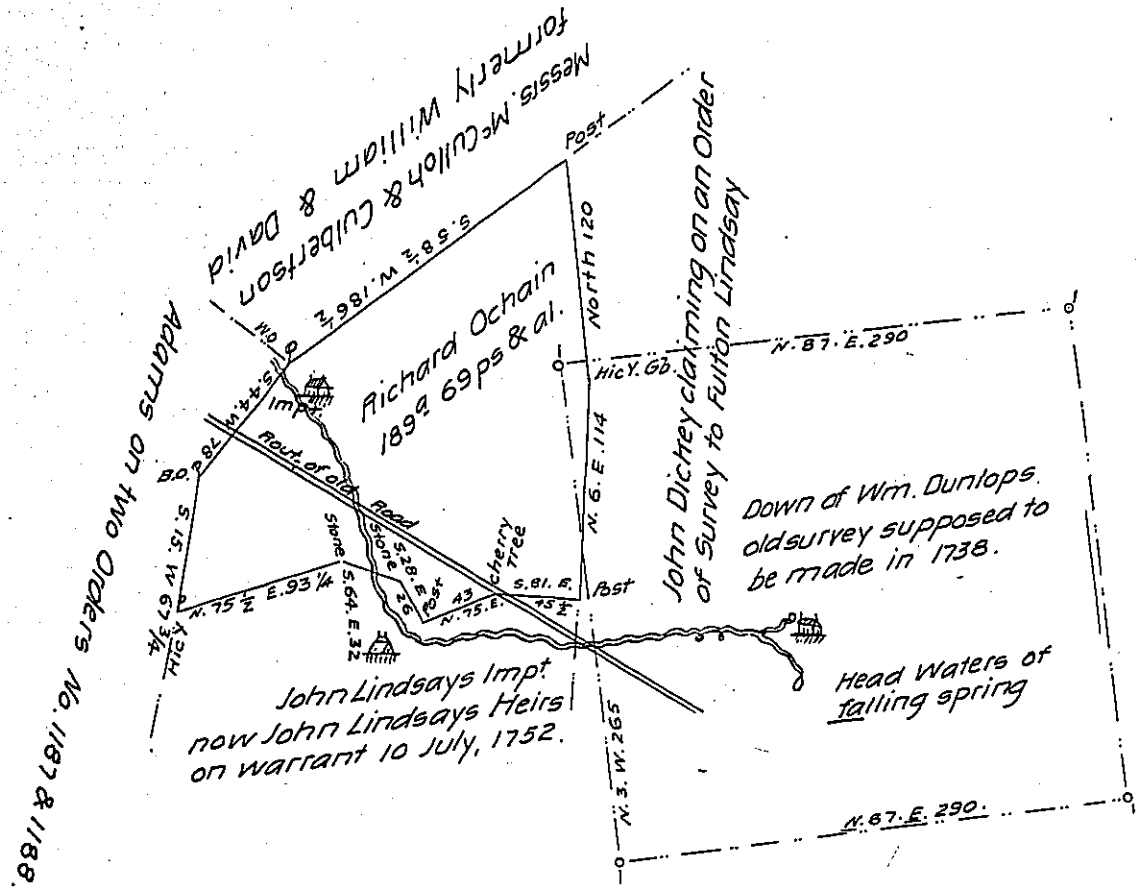 formerly William & David
Messrs. McCulloh & Culbertson
Adams on two Orders No. 1187 & 1188.
Post
S. 58 ½ W. 186 ½
North 120
Richard Ochain
189a 69 ps & al.
John Dickey claiming on an Order
of Survey to Fulton Lindsay
N. 87. E. 290
Hic Y. Gb.
W.O.
Impt.
S. 44. W. 78
B.O.
Rout. of old Road
N. 6. E. 114
Down of Wm. Dunlops.
old survey supposed to
be made in 1738.
S. 15. W 67 3/4
Stone
Stone
S. 28. E 26
Cherry Tree
Post
43
N. 75. E.
S. 81. E.
45 ½
Post
N. 75 ½ E. 93 ¼
S. 64. E. 32
HicY
John Lindsays Impt
now John Lindsays Heirs
on warrant 10 July, 1752.
Head Waters of
falling spring
N. 3. W. 265
N. 87. E. 290.